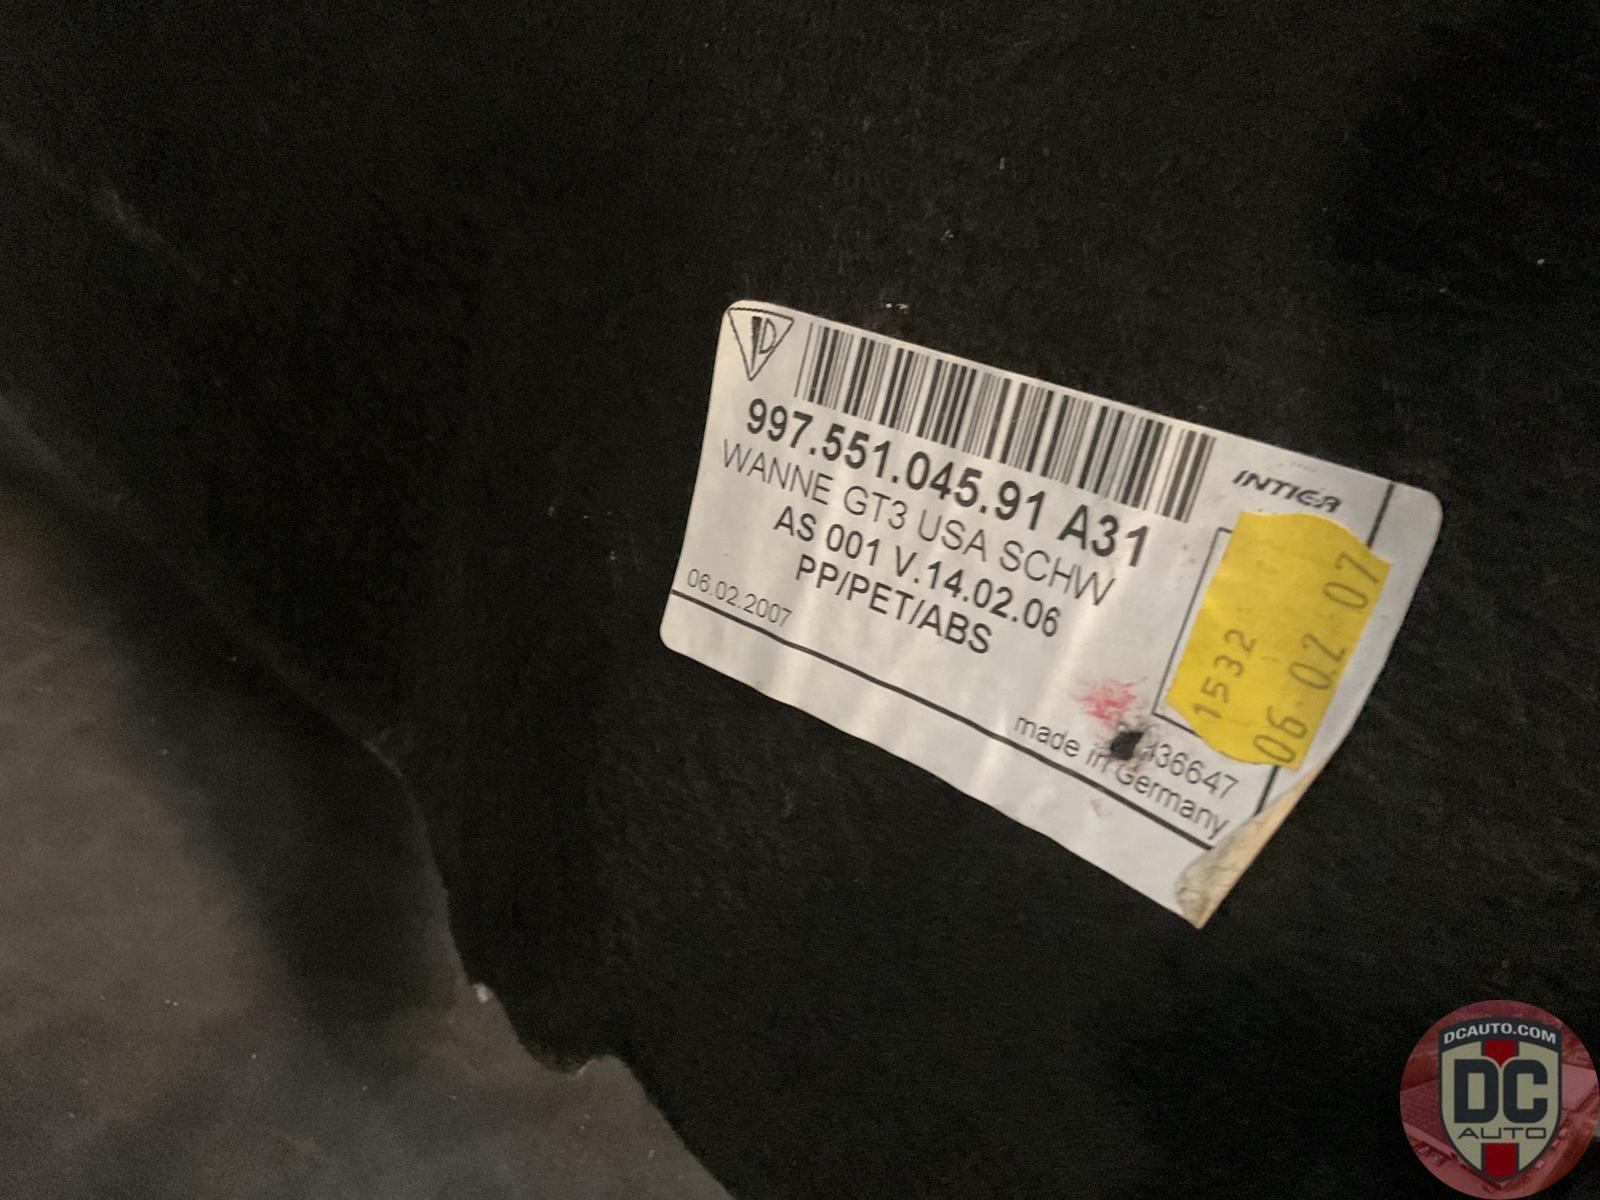 997.551.045.91 A31
WANNE GT3 USA SCHW
AS 001 V.14.02.06
PP/PET/ABS
06.02.2007
INTIER
1532
06.02.07
36647
made in Germany
DCAUTO.COM
DC
AUTO